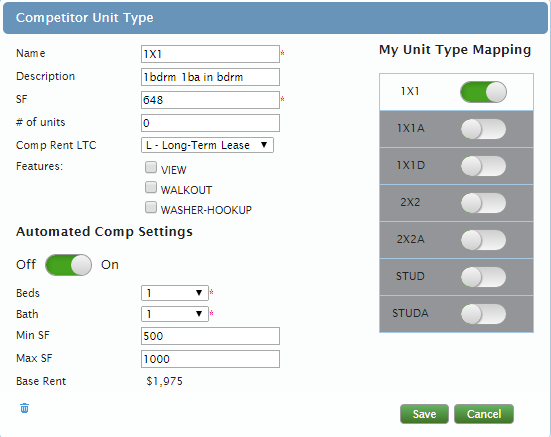 Competitor Unit Type
Name 1X1 *
Description 1bdrm 1ba in bdrm
SF 648 *
# of units 0
Comp Rent LTC L - Long-Term Lease
Features: VIEW
WALKOUT
WASHER-HOOKUP
Automated Comp Settings
Off On
Beds 1 *
Bath 1 *
Min SF 500
Max SF 1000
Base Rent $1,975
My Unit Type Mapping
1X1
1X1A
1X1D
2X2
2X2A
STUD
STUDA
Save Cancel